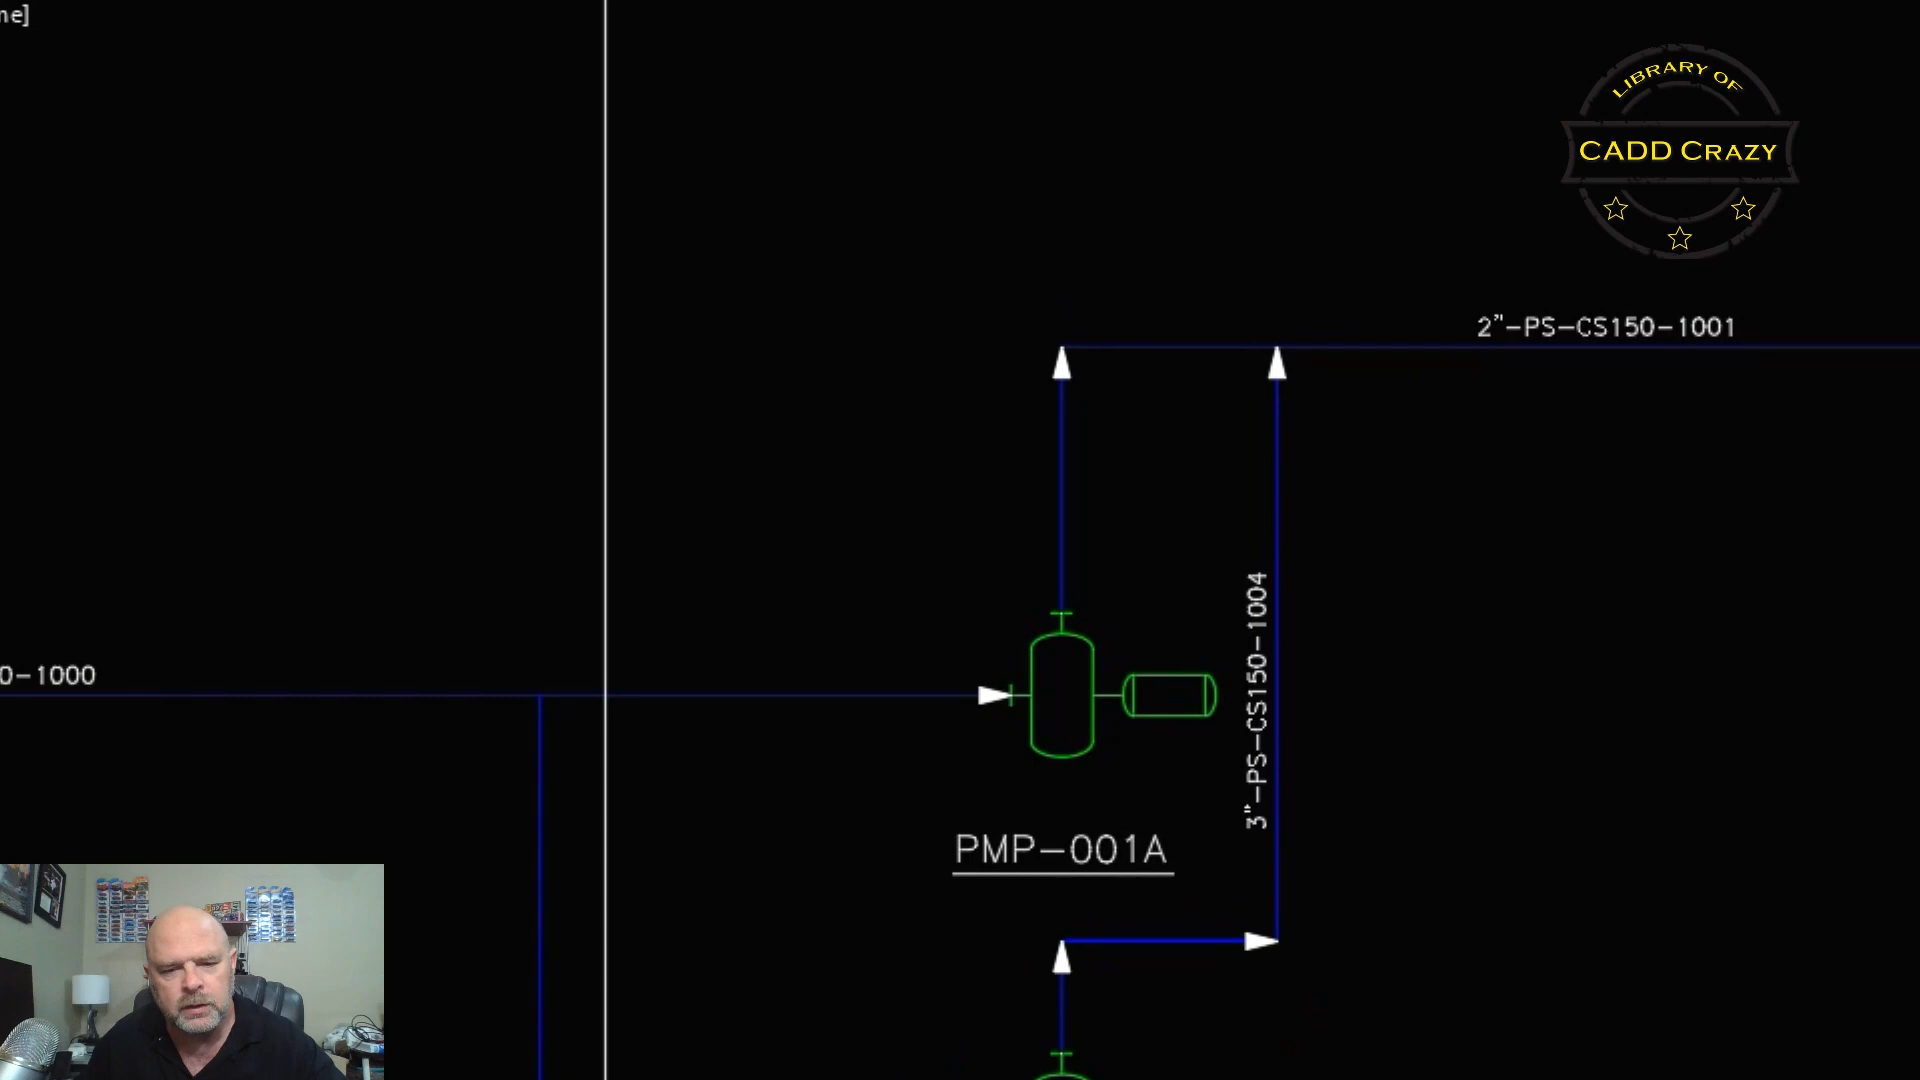 ne]
LIBRARY OF
CADD CRAZY
2"-PS-CS150-1001
3"-PS-CS150-1004
0-1000
PMP-001A